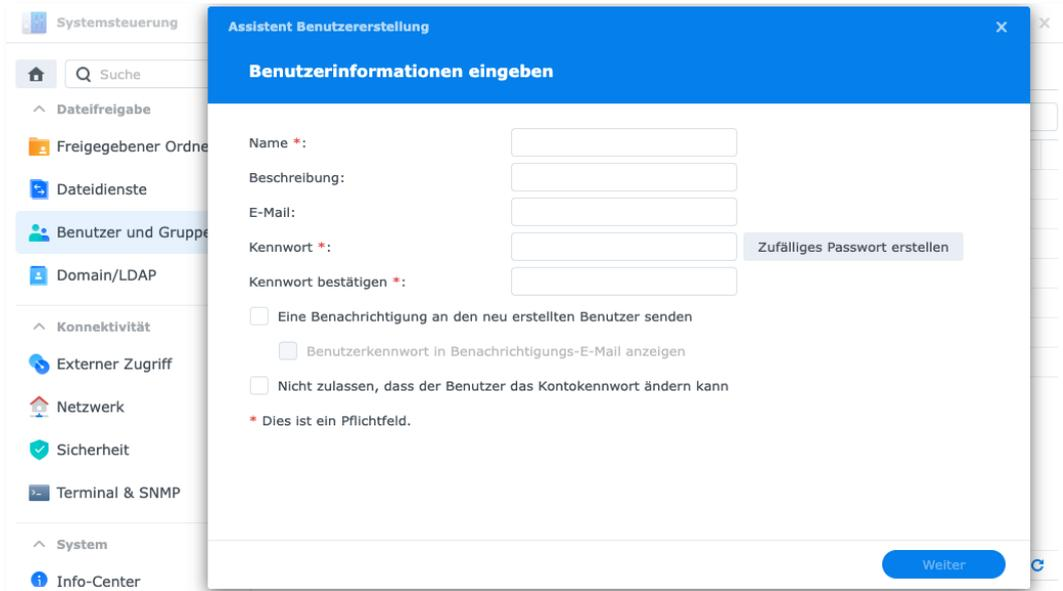 Systemsteuerung
Suche
Dateifreigabe
Freigegebener Ordne
Dateidienste
Benutzer und Gruppe
Domain/LDAP
Konnektivität
Externer Zugriff
Netzwerk
Sicherheit
Terminal & SNMP
System
Info-Center
Assistent Benutzererstellung
Benutzerinformationen eingeben
Name *:
Beschreibung:
E-Mail:
Kennwort *: Zufälliges Passwort erstellen
Kennwort bestätigen *:
Eine Benachrichtigung an den neu erstellten Benutzer senden
Benutzerkennwort in Benachrichtigungs-E-Mail anzeigen
Nicht zulassen, dass der Benutzer das Kontokennwort ändern kann
* Dies ist ein Pflichtfeld.
Weiter